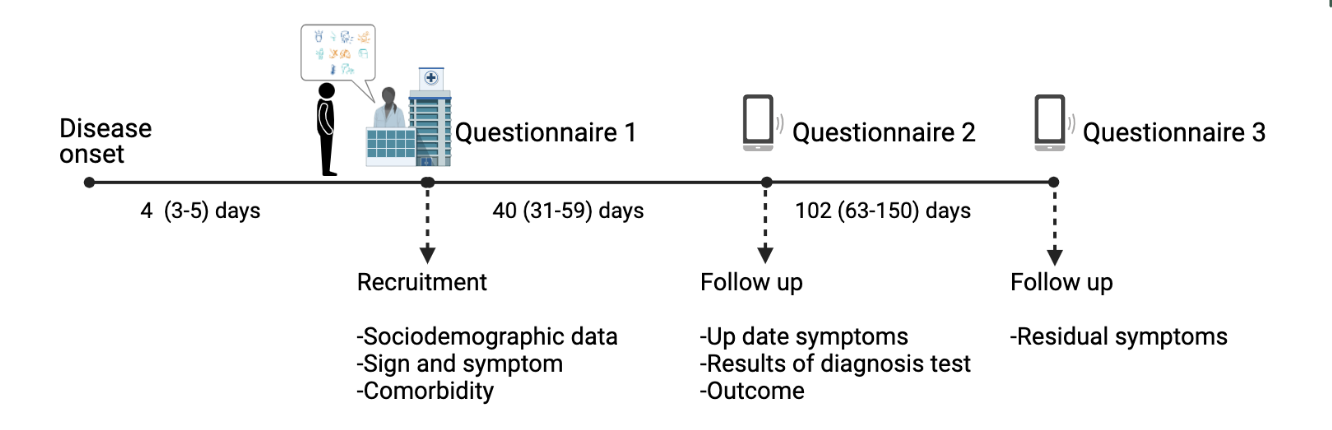 Disease
onset
Questionnaire 1
Questionnaire 2
Questionnaire 3
4 (3-5) days
40 (31-59) days
102 (63-150) days
Recruitment
-Sociodemographic data
-Sign and symptom
-Comorbidity
Follow up
-Up date symptoms
-Results of diagnosis test
-Outcome
Follow up
-Residual symptoms